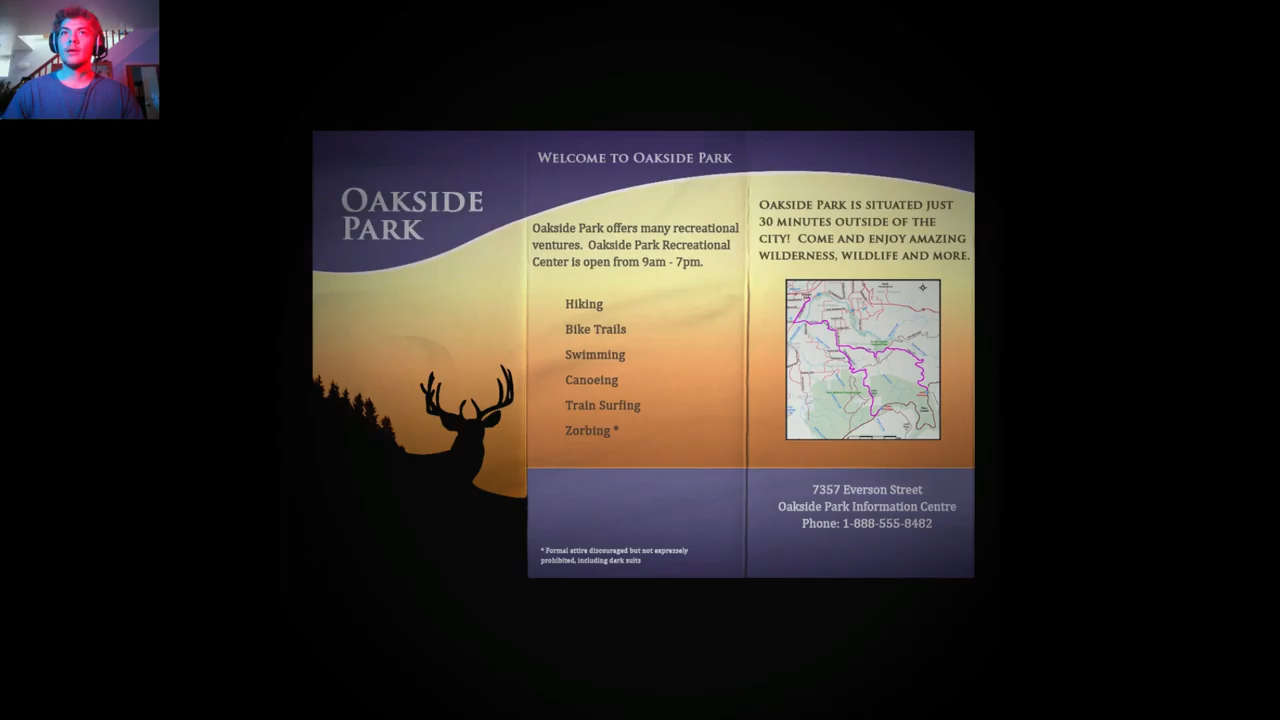 OAKSIDE
PARK
WELCOME TO OAKSIDE PARK
Oakside Park offers many recreational
ventures. Oakside Park Recreational
Center is open from 9am - 7pm.
Hiking
Bike Trails
Swimming
Canoeing
Train Surfing
Zorbing *
* Formal attire discouraged but not expressely
prohibited, including dark suits
OAKSIDE PARK IS SITUATED JUST
30 MINUTES OUTSIDE OF THE
CITY! COME AND ENJOY AMAZING
WILDERNESS, WILDLIFE AND MORE.
7357 Everson Street
Oakside Park Information Centre
Phone: 1-888-555-8482